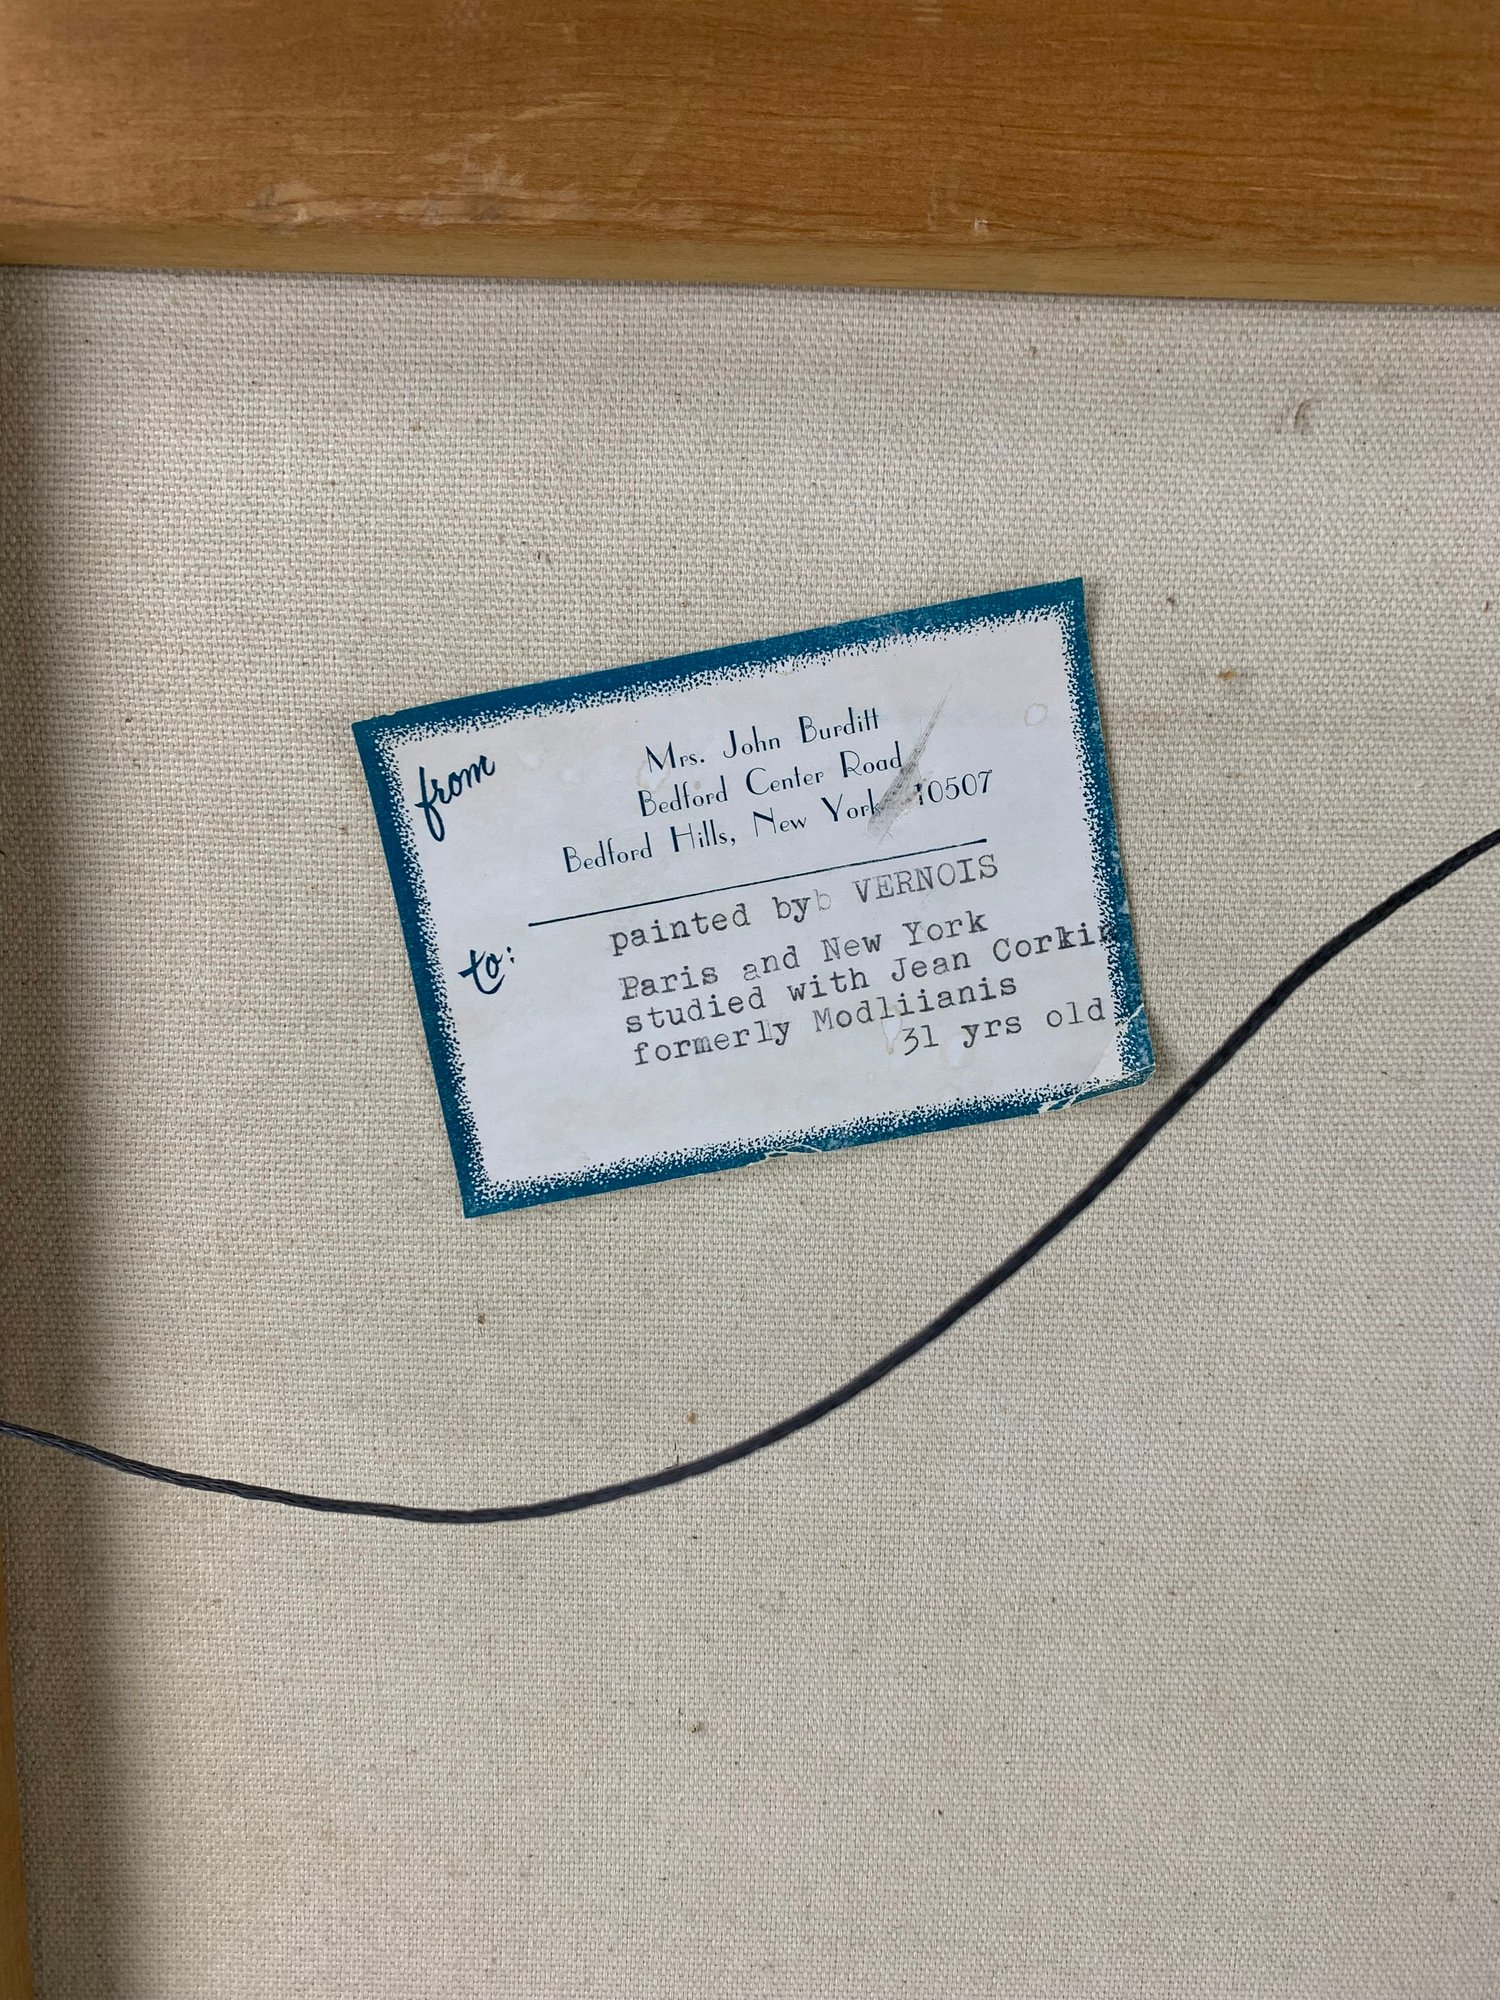 from
Mrs. John Burditt
Bedford Center Road
Bedford Hills, New York 10507
to:
painted byb VERNOIS
Paris and New York
studied with Jean Corkin
formerly Modliianis
31 yrs old